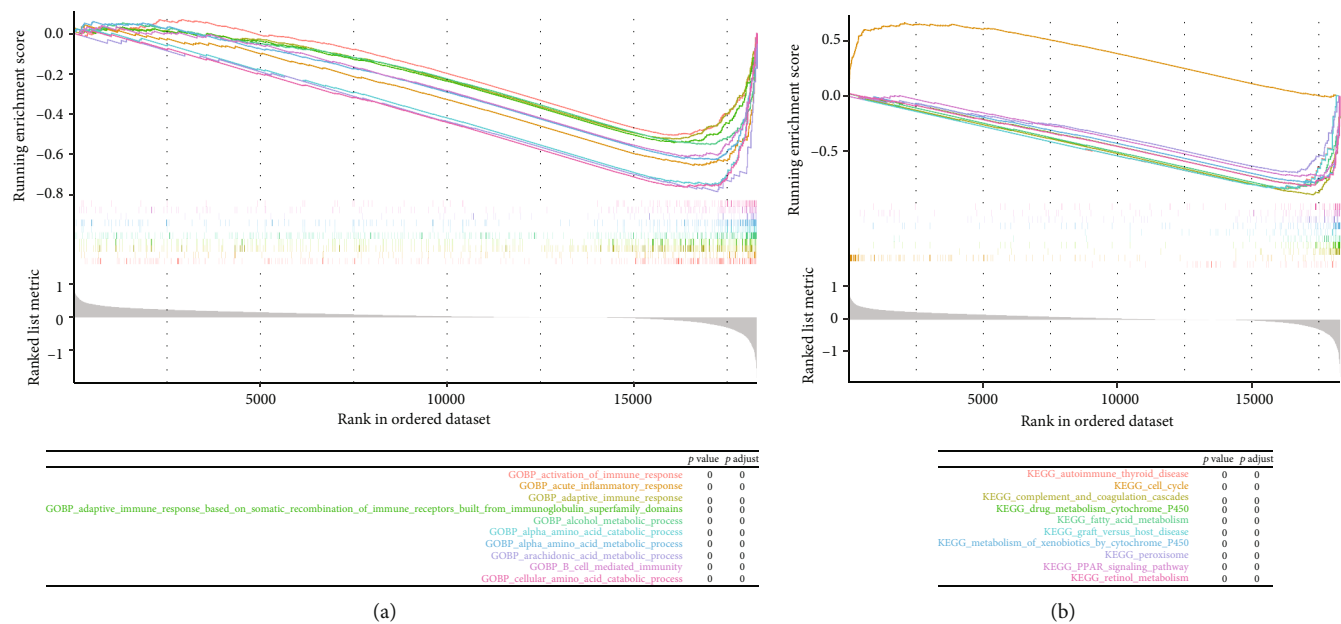 Running enrichment score
0.0
−0.2
−0.4
−0.6
−0.8
Ranked list metric
1
0
−1
5000
10000
15000
Rank in ordered dataset
p value p adjust
GOBP_activation_of_immune_response 0 0
GOBP_acute_inflammatory_response 0 0
GOBP_adaptive_immune_response 0 0
GOBP_adaptive_immune_response_based_on_somatic_recombination_of_immune_receptors_built_from_immunoglobulin_superfamily_domains 0 0
GOBP_alcohol_metabolic_process 0 0
GOBP_alpha_amino_acid_catabolic_process 0 0
GOBP_alpha_amino_acid_metabolic_process 0 0
GOBP_arachidonic_acid_metabolic_process 0 0
GOBP_B_cell_mediated_immunity 0 0
GOBP_cellular_amino_acid_catabolic_process 0 0
(a)
Running enrichment score
0.5
0.0
−0.5
Ranked list metric
1
0
−1
5000
10000
15000
Rank in ordered dataset
p value p adjust
KEGG_autoimmune_thyroid_disease 0 0
KEGG_cell_cycle 0 0
KEGG_complement_and_coagulation_cascades 0 0
KEGG_drug_metabolism_cytochrome_P450 0 0
KEGG_fatty_acid_metabolism 0 0
KEGG_graft_versus_host_disease 0 0
KEGG_metabolism_of_xenobiotics_by_cytochrome_P450 0 0
KEGG_peroxisome 0 0
KEGG_PPAR_signaling_pathway 0 0
KEGG_retinol_metabolism 0 0
(b)